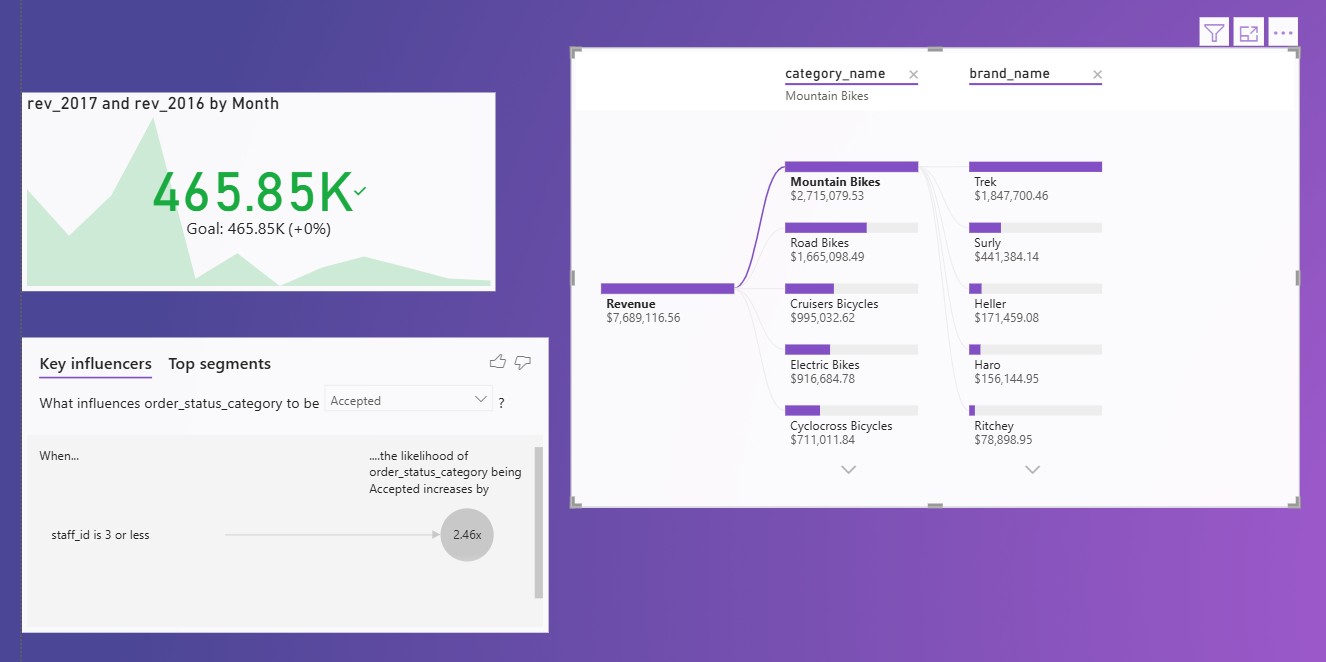 rev_2017 and rev_2016 by Month
465.85K
Goal: 465.85K (+0%)
Key influencers
Top segments
What influences order_status_category to be
Accepted
?
When...
....the likelihood of
order_status_category being
Accepted increases by
staff_id is 3 or less
2.46x
category_name
Mountain Bikes
brand_name
Revenue
$7,689,116.56
Mountain Bikes
$2,715,079.53
Road Bikes
$1,665,098.49
Cruisers Bicycles
$995,032.62
Electric Bikes
$916,684.78
Cyclocross Bicycles
$711,011.84
Trek
$1,847,700.46
Surly
$441,384.14
Heller
$171,459.08
Haro
$156,144.95
Ritchey
$78,898.95